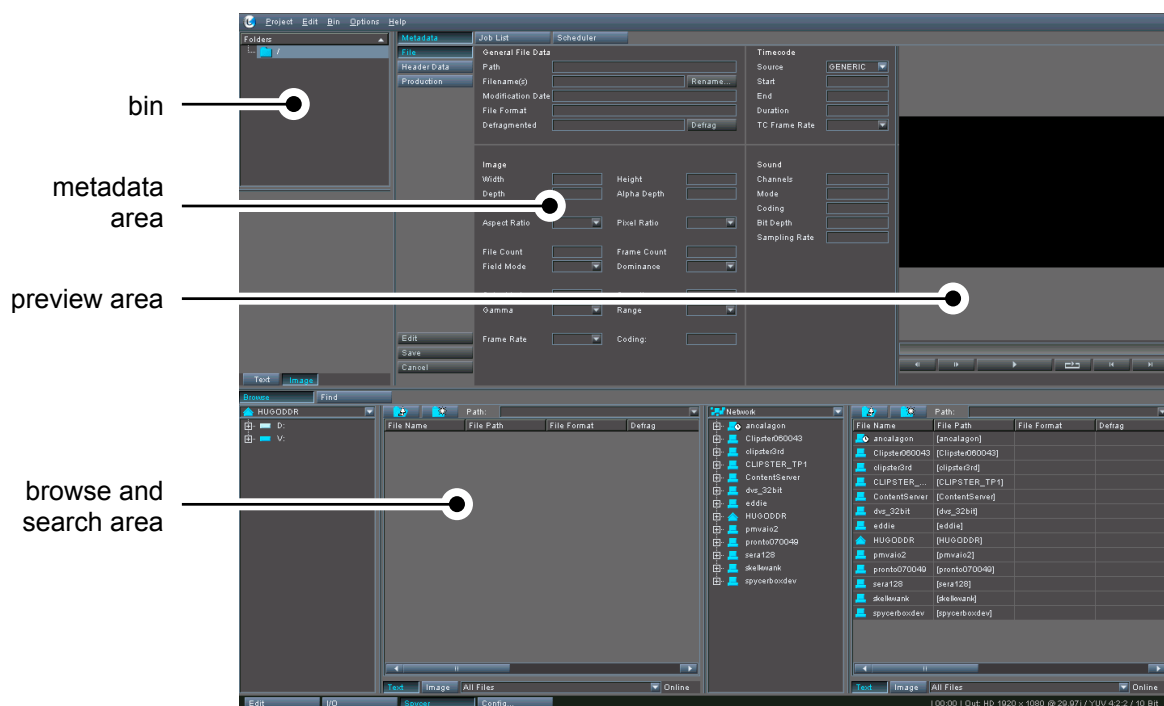 Project Edit Bin Options Help
Folders
/
Metadata Job List Scheduler
File
Header Data
Production
General File Data
Path
Filename(s) Rename...
Modification Date
File Format
Defragmented Defrag
Timecode
Source GENERIC
Start
End
Duration
TC Frame Rate
bin
metadata
area
preview area
browse and
search area
Image
Width Height
Depth Alpha Depth
Aspect Ratio Pixel Ratio
File Count Frame Count
Field Mode Dominance
Gamma Range
Frame Rate Coding:
Sound
Channels
Mode
Coding
Bit Depth
Sampling Rate
Edit
Save
Cancel
Text Image
Browse Find
HUGODDR
D:
V:
Path:
File Name File Path File Format Defrag
Network
ancalagon
Clipster060043
clipster3rd
CLIPSTER_TP1
ContentServer
dvs_32bit
eddie
HUGODDR
pmvaio2
pronto070049
sera128
skelkwank
spycerboxdev
Path:
File Name File Path File Format Defrag
ancalagon [ancalagon]
Clipster060043 [Clipster060043]
clipster3rd [clipster3rd]
CLIPSTER_... [CLIPSTER_TP1]
ContentServer [ContentServer]
dvs_32bit [dvs_32bit]
eddie [eddie]
HUGODDR [HUGODDR]
pmvaio2 [pmvaio2]
pronto070049 [pronto070049]
sera128 [sera128]
skelkwank [skelkwank]
spycerboxdev [spycerboxdev]
Text Image All Files Online
Text Image All Files Online
Edit I/O Spycer Config...
| 00:00 | Out: HD 1920 x 1080 @ 29.97i / YUV 4:2:2 / 10 Bit